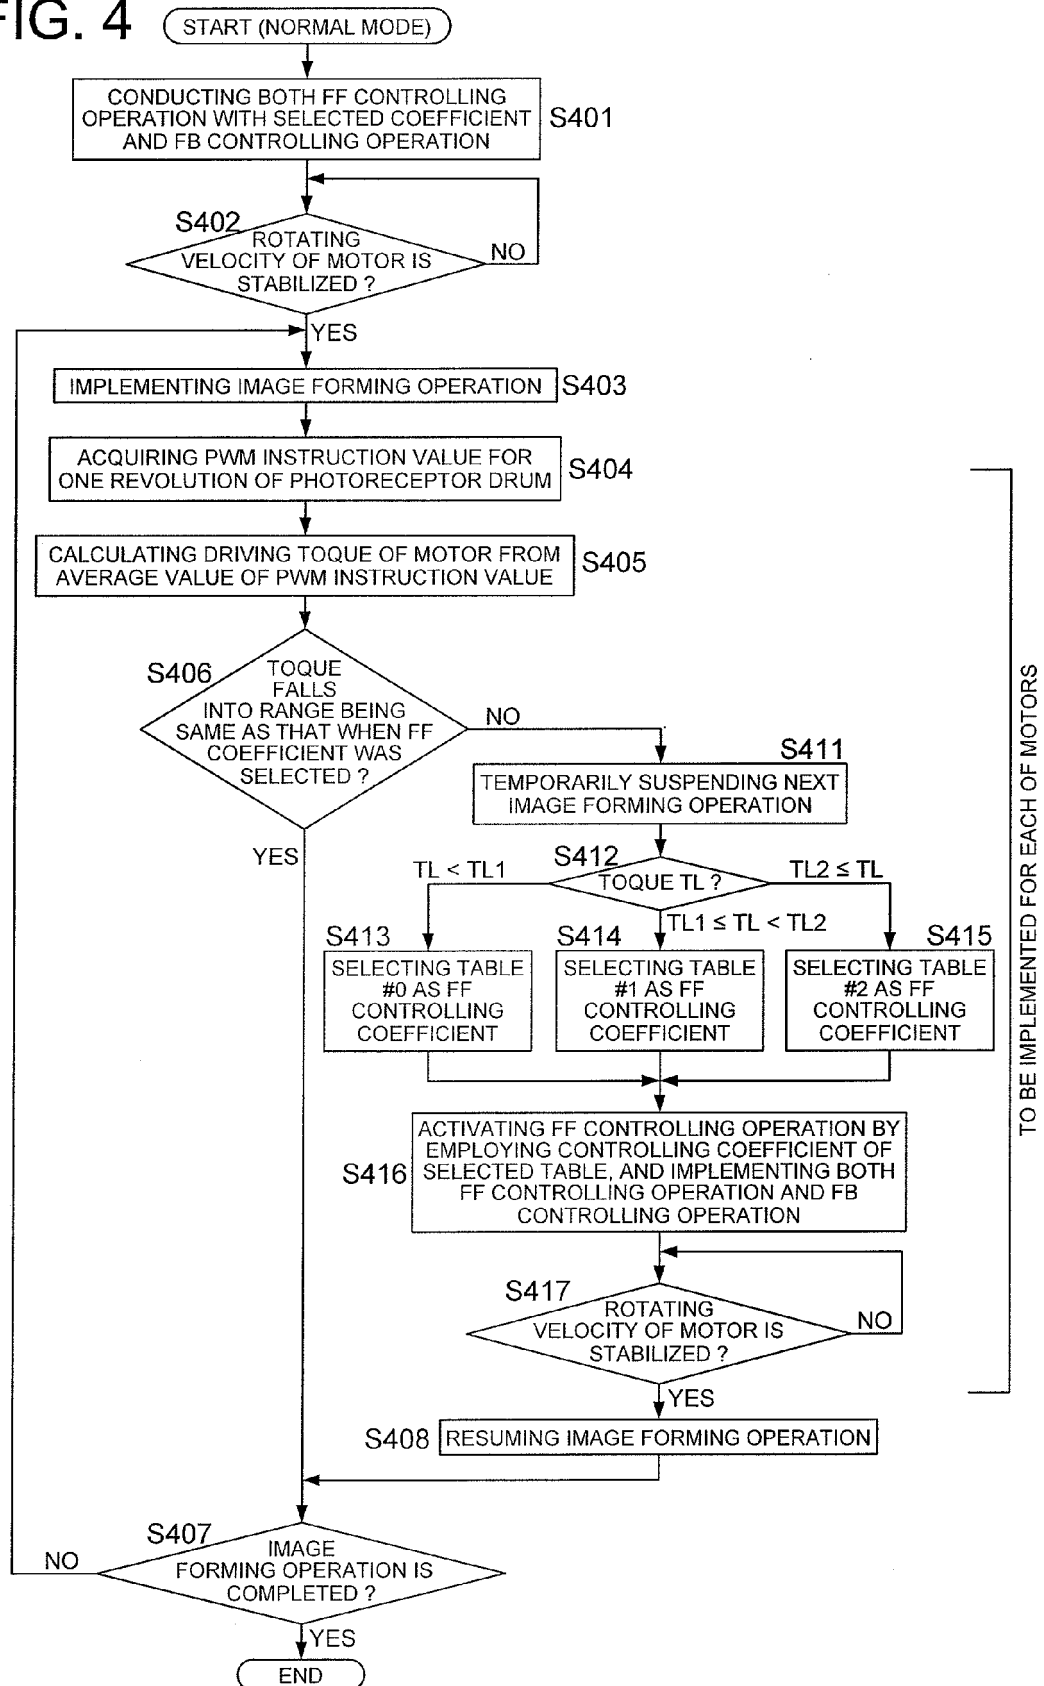 FIG. 4
START (NORMAL MODE)
CONDUCTING BOTH FF CONTROLLING
OPERATION WITH SELECTED COEFFICIENT
AND FB CONTROLLING OPERATION
S401
S402
ROTATING
VELOCITY OF MOTOR IS
STABILIZED ?
NO
YES
IMPLEMENTING IMAGE FORMING OPERATION
S403
ACQUIRING PWM INSTRUCTION VALUE FOR
ONE REVOLUTION OF PHOTORECEPTOR DRUM
S404
CALCULATING DRIVING TOQUE OF MOTOR FROM
AVERAGE VALUE OF PWM INSTRUCTION VALUE
S405
S406
TOQUE
FALLS
INTO RANGE BEING
SAME AS THAT WHEN FF
COEFFICIENT WAS
SELECTED ?
NO
YES
S411
TEMPORARILY SUSPENDING NEXT
IMAGE FORMING OPERATION
S412
TOQUE TL ?
TL < TL1
TL1 ≤ TL < TL2
TL2 ≤ TL
S413
SELECTING TABLE
#0 AS FF
CONTROLLING
COEFFICIENT
S414
SELECTING TABLE
#1 AS FF
CONTROLLING
COEFFICIENT
S415
SELECTING TABLE
#2 AS FF
CONTROLLING
COEFFICIENT
S416
ACTIVATING FF CONTROLLING OPERATION BY
EMPLOYING CONTROLLING COEFFICIENT OF
SELECTED TABLE, AND IMPLEMENTING BOTH
FF CONTROLLING OPERATION AND FB
CONTROLLING OPERATION
S417
ROTATING
VELOCITY OF MOTOR IS
STABILIZED ?
NO
YES
S408
RESUMING IMAGE FORMING OPERATION
S407
IMAGE
FORMING OPERATION IS
COMPLETED ?
NO
YES
END
TO BE IMPLEMENTED FOR EACH OF MOTORS